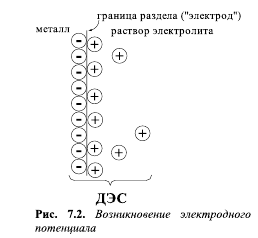 граница раздела ("электрод")
металл
раствор электролита
ДЭС
Рис. 7.2. Возникновение электродного
потенциала